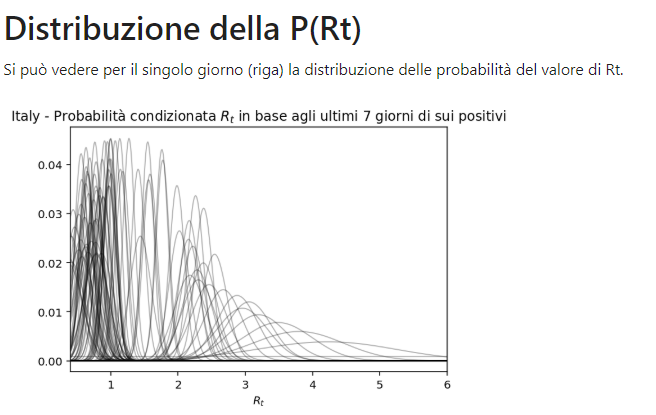 Distribuzione della P(Rt)
Si può vedere per il singolo giorno (riga) la distribuzione delle probabilità del valore di Rt.
Italy - Probabilità condizionata Rt in base agli ultimi 7 giorni di sui positivi
0.04
0.03
0.02
0.01
0.00
1 2 3 4 5 6
Rt